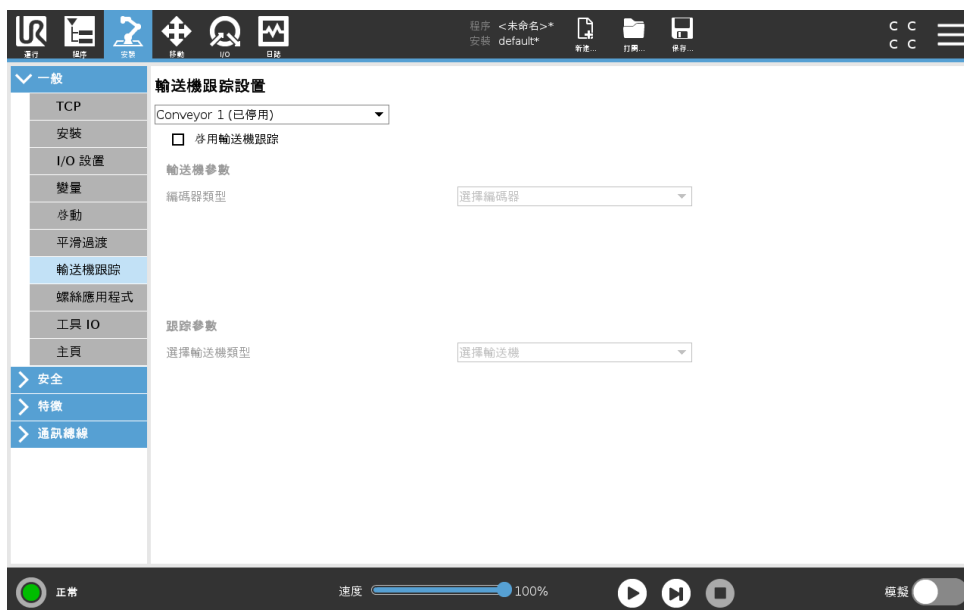 UR
運行
程序
安裝
移動
I/O
日誌
程序 <未命名>*
安裝 default*
新建...
打開...
保存...
C C
C C
一般
TCP
安裝
I/O 設置
變量
啓動
平滑過渡
輸送機跟踪
螺絲應用程式
工具 IO
主頁
安全
特徵
通訊總線
輸送機跟踪設置
Conveyor 1 (已停用)
啓用輸送機跟踪
輸送機參數
編碼器類型
選擇編碼器
跟踪參數
選擇輸送機類型
選擇輸送機
正常
速度
100%
模擬